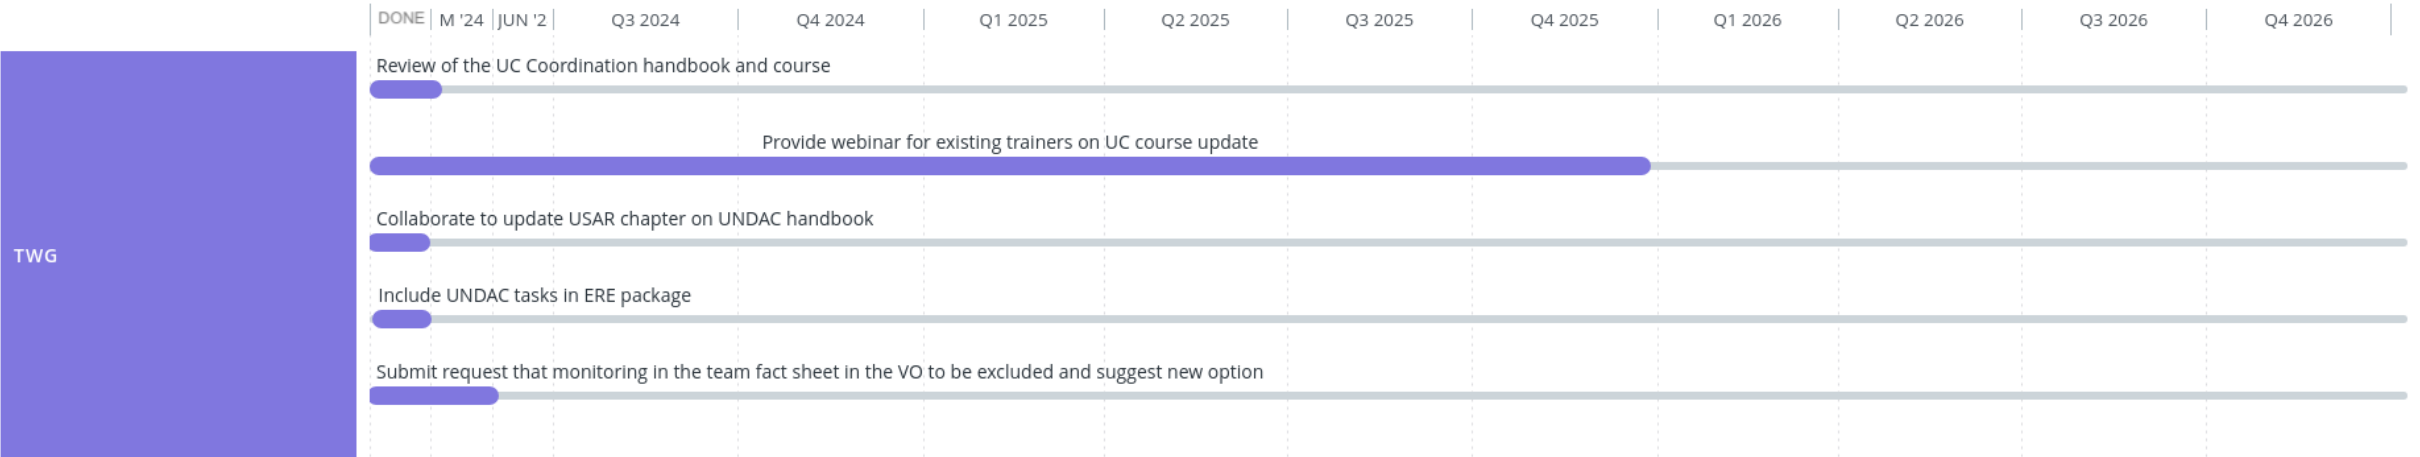 DONE M '24 JUN '2 Q3 2024 Q4 2024 Q1 2025 Q2 2025 Q3 2025 Q4 2025 Q1 2026 Q2 2026 Q3 2026 Q4 2026
Review of the UC Coordination handbook and course
Provide webinar for existing trainers on UC course update
Collaborate to update USAR chapter on UNDAC handbook
TWG
Include UNDAC tasks in ERE package
Submit request that monitoring in the team fact sheet in the VO to be excluded and suggest new option